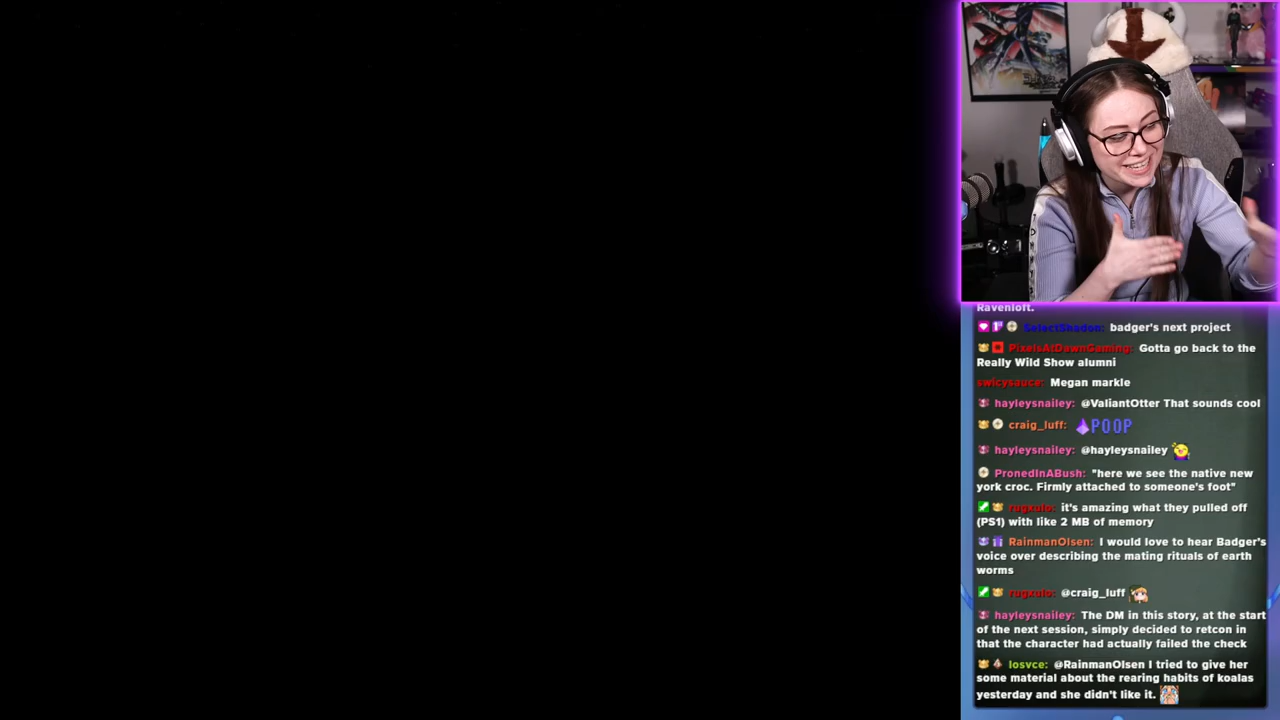 Ravenloft.
SelectShadon: badger's next project
PixelsAtDawnGaming: Gotta go back to the
Really Wild Show alumni
swicysauce: Megan markle
hayleysnailey: @ValiantOtter That sounds cool
craig_luff: POOP
hayleysnailey: @hayleysnailey
PronedInABush: "here we see the native new
york croc. Firmly attached to someone's foot"
rugxulo: it's amazing what they pulled off
(PS1) with like 2 MB of memory
RainmanOlsen: I would love to hear Badger's
voice over describing the mating rituals of earth
worms
rugxulo: @craig_luff
hayleysnailey: The DM in this story, at the start
of the next session, simply decided to retcon in
that the character had actually failed the check
losvce: @RainmanOlsen I tried to give her
some material about the rearing habits of koalas
yesterday and she didn't like it.